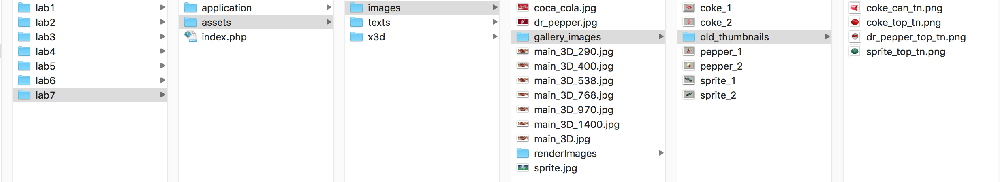 lab1
lab2
lab3
lab4
lab5
lab6
lab7
application
assets
index.php
images
texts
x3d
coca_cola.jpg
dr_pepper.jpg
gallery_images
main_3D_290.jpg
main_3D_400.jpg
main_3D_538.jpg
main_3D_768.jpg
main_3D_970.jpg
main_3D_1400.jpg
main_3D.jpg
renderImages
sprite.jpg
coke_1
coke_2
old_thumbnails
pepper_1
pepper_2
sprite_1
sprite_2
coke_can_tn.png
coke_top_tn.png
dr_pepper_top_tn.png
sprite_top_tn.png